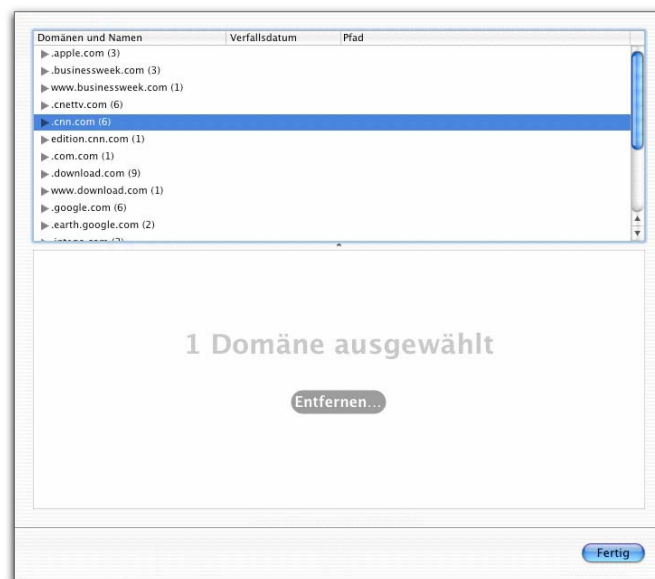 Domänen und Namen Verfallsdatum Pfad
.apple.com (3)
.businessweek.com (3)
www.businessweek.com (1)
.cnettv.com (6)
.cnn.com (6)
edition.cnn.com (1)
.com.com (1)
.download.com (9)
www.download.com (1)
.google.com (6)
.earth.google.com (2)
1 Domäne ausgewählt
Entfernen...
Fertig